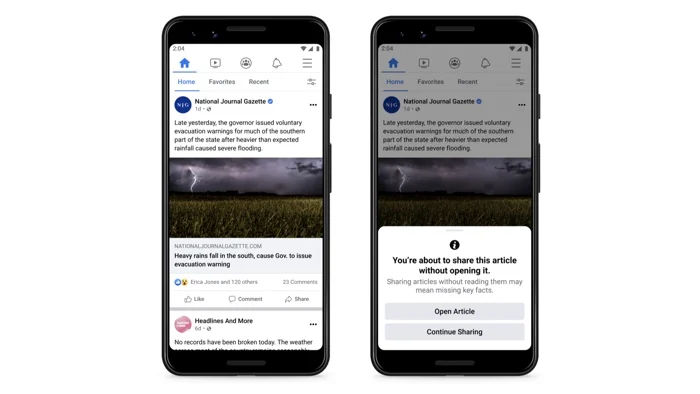 2:04
Home Favorites Recent
NJG
National Journal Gazette
1d
Late yesterday, the governor issued voluntary
evacuation warnings for much of the southern
part of the state after heavier than expected
rainfall caused severe flooding.
NATIONALJOURNALGAZETTE.COM
Heavy rains fall in the south, cause Gov. to issue
evacuation warning
Erica Jones and 120 others 23 Comments
Like Comment Share
Headlines And More
6d
No records have been broken today. The weather
2:04
Home Favorites Recent
NJG
National Journal Gazette
1d
Late yesterday, the governor issued voluntary
evacuation warnings for much of the southern
part of the state after heavier than expected
rainfall caused severe flooding.
You're about to share this article
without opening it.
Sharing articles without reading them may
mean missing key facts.
Open Article
Continue Sharing